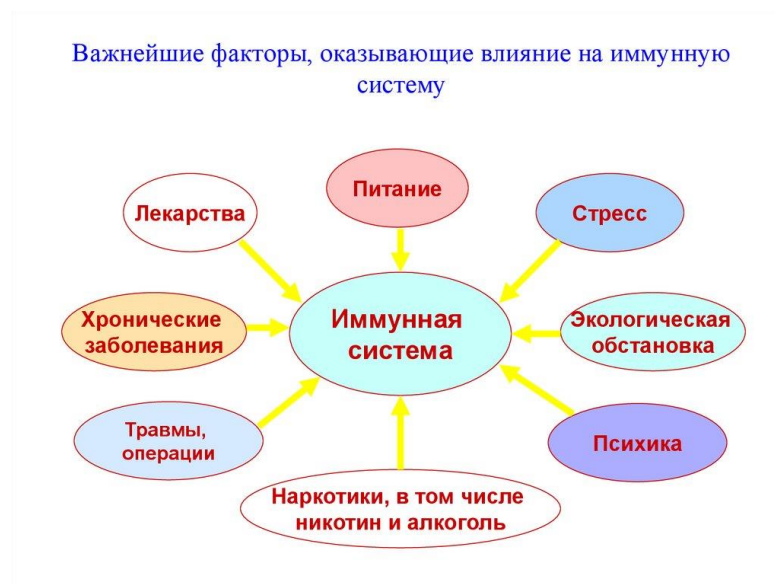 Важнейшие факторы, оказывающие влияние на иммунную
систему
Питание
Лекарства
Стресс
Хронические
заболевания
Иммунная
система
Экологическая
обстановка
Травмы,
операции
Психика
Наркотики, в том числе
никотин и алкоголь